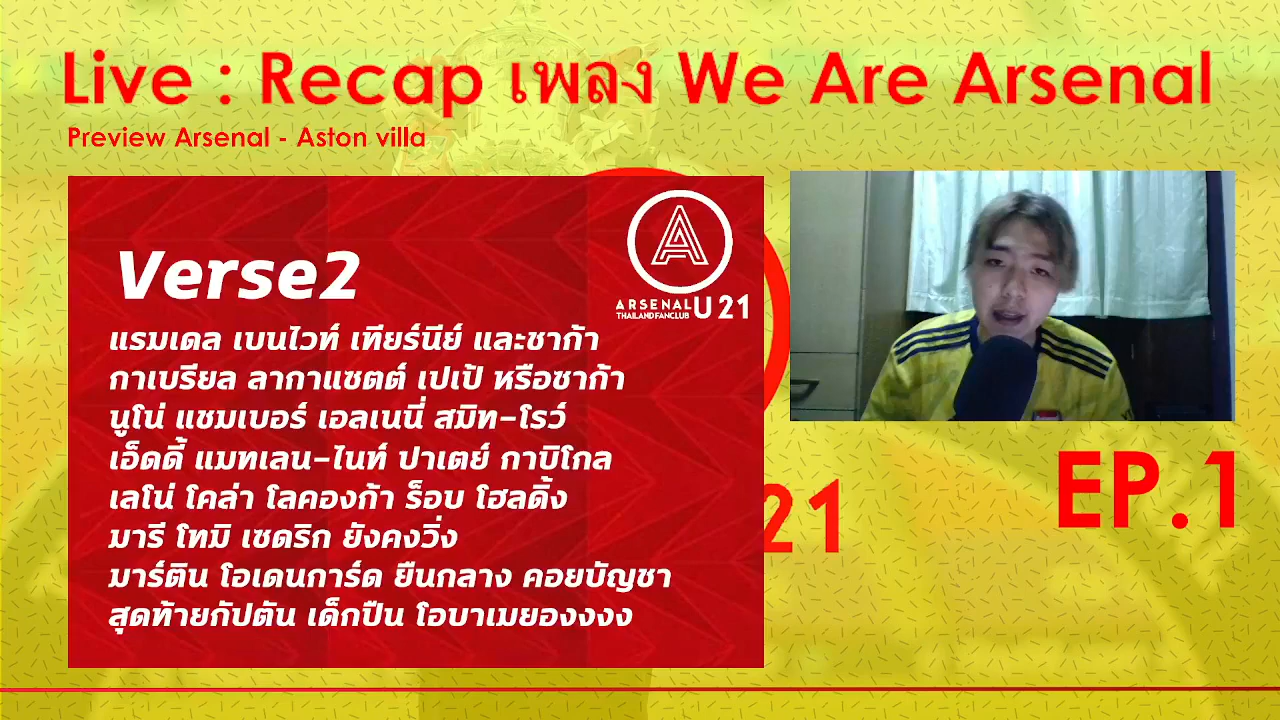 Live : Recap เพลง We Are Arsenal
Preview Arsenal - Aston villa
ARSENAL U21
THAILAND FANCLUB
Verse2
แรมเดล เบนไวท์ เทียร์นีย์ และซาก้า
กาเบรียล ลากาแซตต์ เปเป้ หรือซาก้า
นูโน่ แชมเบอร์ เอลเนนี่ สมิท-โรว์
เอ็ดดี้ แมทเลน-ไนท์ ปาเตย์ กาบิโกล
เลโน่ โคล่า โลคองก้า ร็อบ โฮลดิ้ง
มารี โทมิ เซดริก ยังคงวิ่ง
มาร์ติน โอเดนการ์ด ยืนกลาง คอยบัญชา
สุดท้ายกัปตัน เด็กปืน โอบาเมยองงงง
21
EP.1